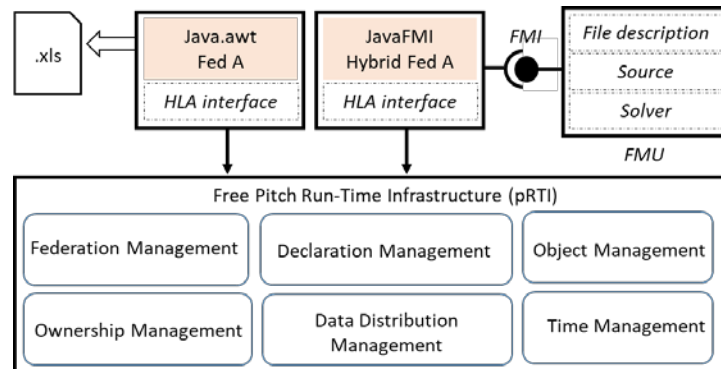 .xls
Java.awt
Fed A
HLA interface
JavaFMI
Hybrid Fed A
HLA interface
FMI
File description
Source
Solver
FMU
Free Pitch Run-Time Infrastructure (pRTI)
Federation Management
Declaration Management
Object Management
Ownership Management
Data Distribution
Management
Time Management